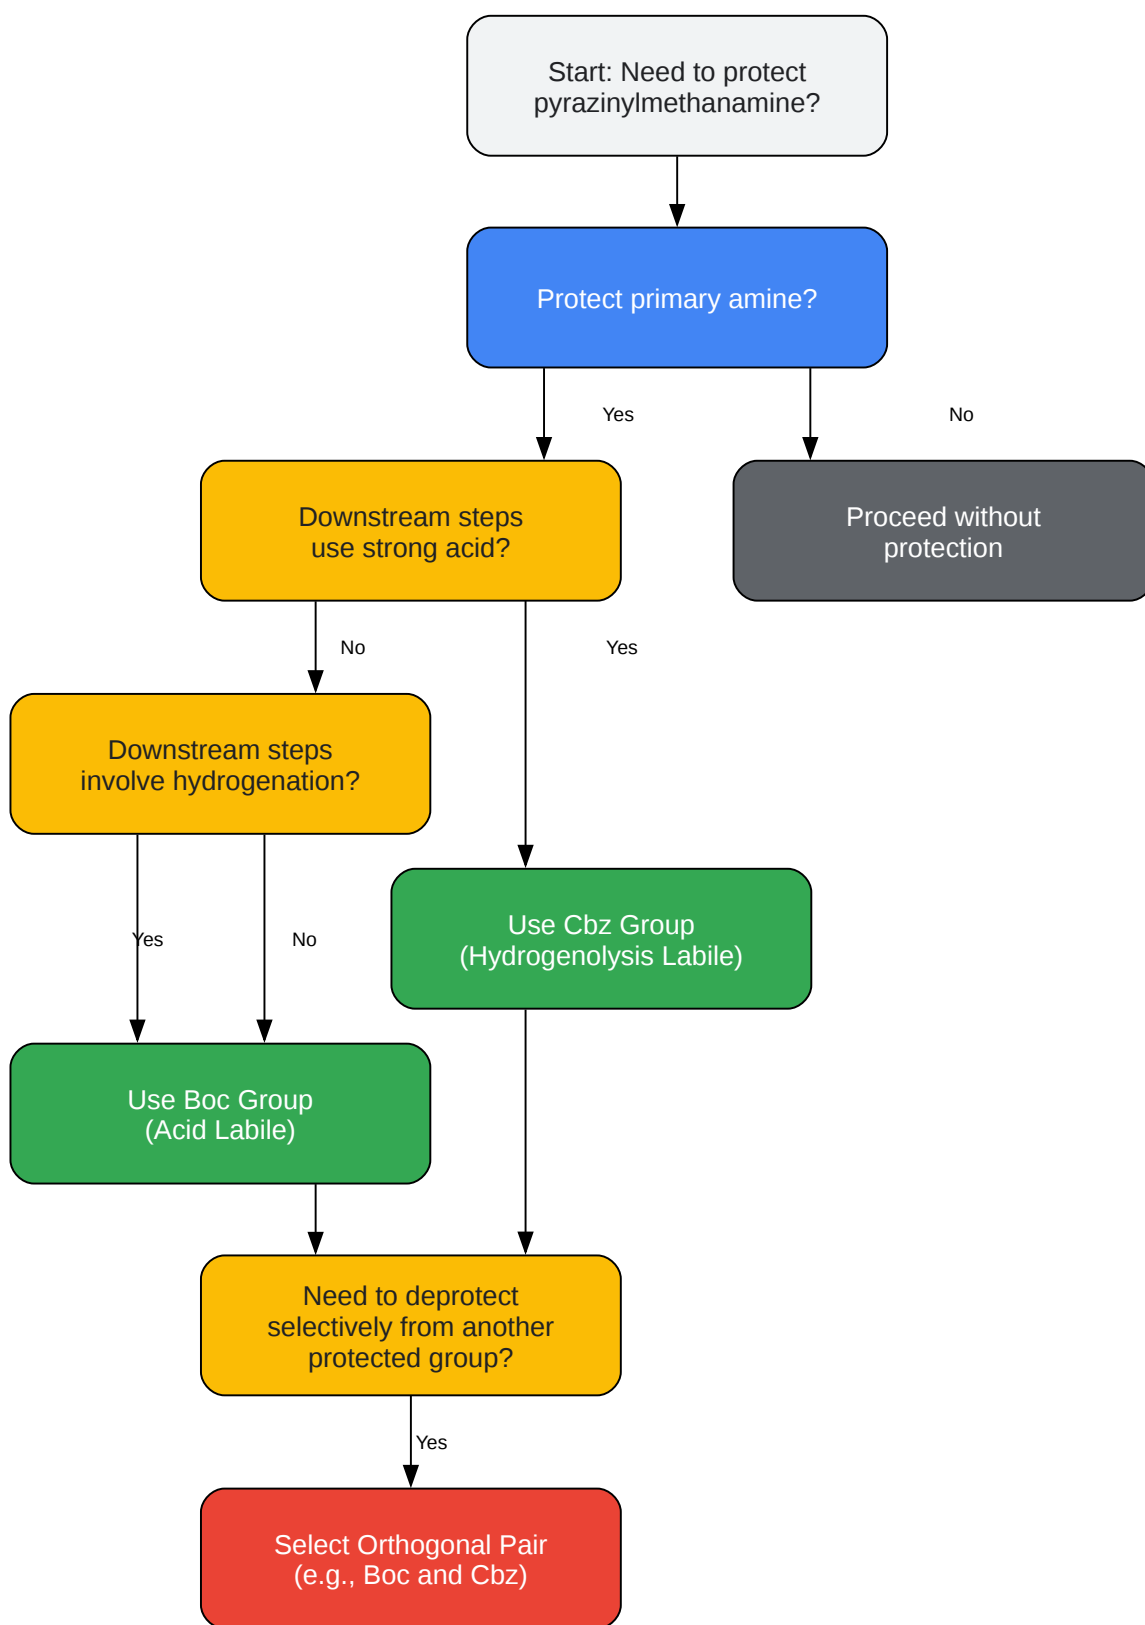 Start: Need to protect
pyrazinylmethanamine?
Protect primary amine?
Yes
No
Downstream steps
use strong acid?
Proceed without
protection
No
Yes
Downstream steps
involve hydrogenation?
Use Cbz Group
(Hydrogenolysis Labile)
Yes
No
Use Boc Group
(Acid Labile)
Need to deprotect
selectively from another
protected group?
Yes
Select Orthogonal Pair
(e.g., Boc and Cbz)